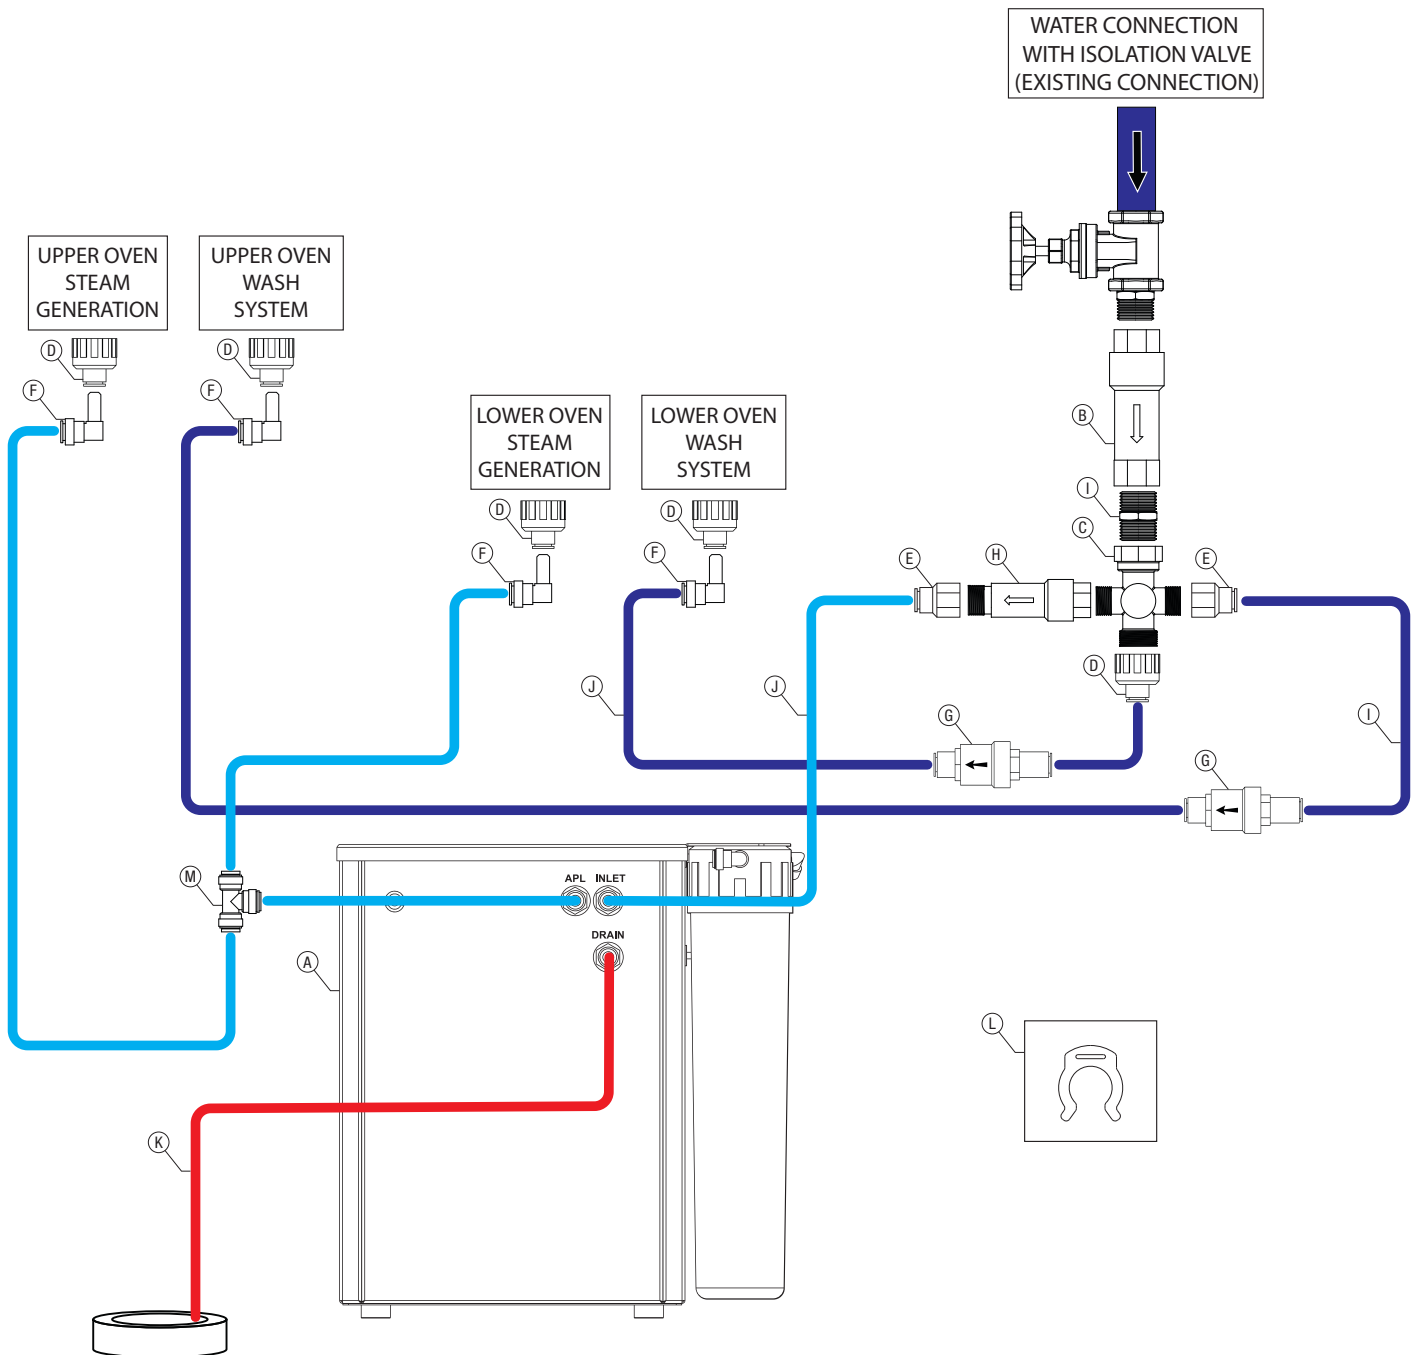 WATER CONNECTION
WITH ISOLATION VALVE
(EXISTING CONNECTION)
UPPER OVEN
STEAM
GENERATION
UPPER OVEN
WASH
SYSTEM
D
D
F
F
LOWER OVEN
STEAM
GENERATION
LOWER OVEN
WASH
SYSTEM
B
I
D
D
C
F
F
E
H
E
D
J
J
G
I
G
M
APL
INLET
DRAIN
A
L
K